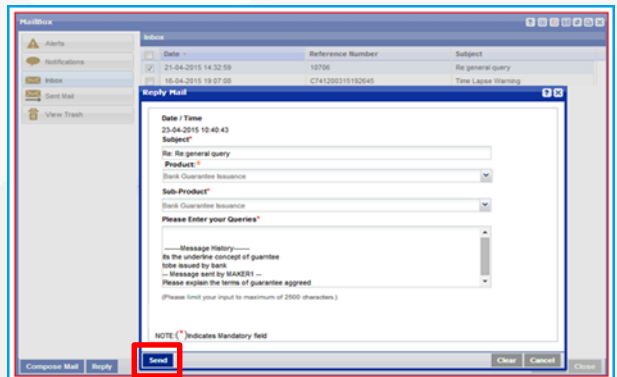 MailBox
Alerts
Notifications
Inbox
Sent Mail
View Trash
Inbox
Date Reference Number Subject
21-04-2015 14:32:59 10706 Re:general query
16-04-2015 19:07:08 C741200315192645 Time Lapse Warning
Reply Mail
Date / Time
23-04-2015 10:40:43
Subject*
Re: Re:general query
Product: *
Bank Guarantee Issuance
Sub-Product*
Bank Guarantee Issuance
Please Enter your Queries*
-------Message History------
its the underline concept of guarntee
tobe issued by bank
-- Message sent by MAKER1 --
Please explain the terms of guarantee aggreed
(Please limit your input to maximum of 2500 characters.)
NOTE:(*)Indicates Mandatory field
Send Clear Cancel
Compose Mail Reply Close